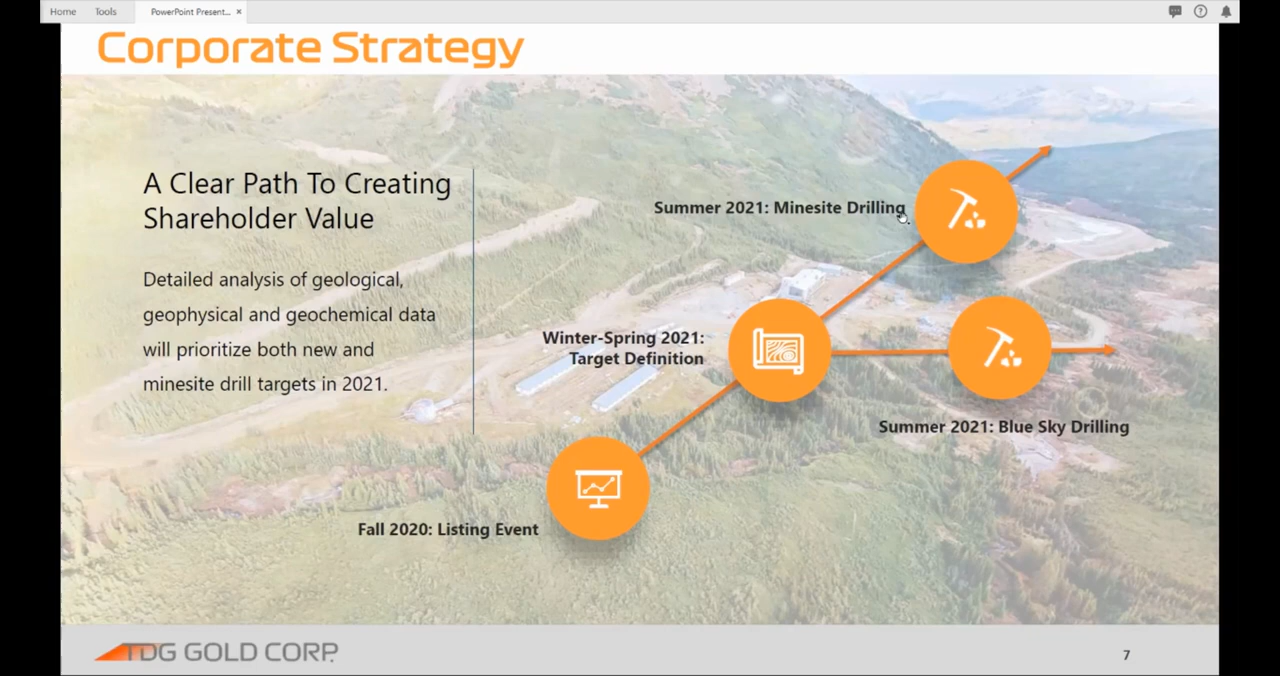 Home
Tools
PowerPoint Present...
×
?
Corporate Strategy
A Clear Path To Creating
Shareholder Value
Detailed analysis of geological,
geophysical and geochemical data
will prioritize both new and
minesite drill targets in 2021.
Summer 2021: Minesite Drilling
Winter-Spring 2021:
Target Definition
Summer 2021: Blue Sky Drilling
Fall 2020: Listing Event
TDG GOLD CORP.
7